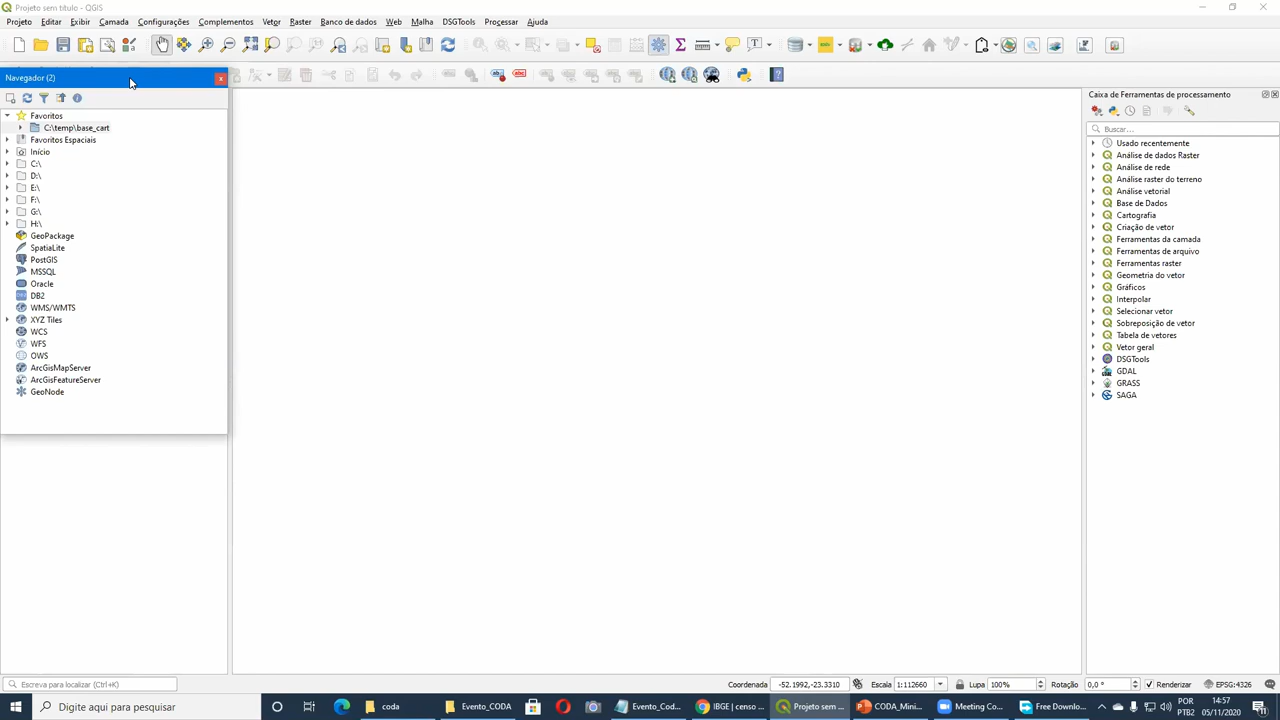 Projeto sem título - QGIS
Projeto Editar Exibir Camada Configurações Complementos Vetor Raster Banco de dados Web Malha DSGTools Processar Ajuda
Navegador (2)
Favoritos
C:\temp\base_cart
Favoritos Espaciais
Início
C:\
D:\
E:\
F:\
G:\
H:\
GeoPackage
SpatiaLite
PostGIS
MSSQL
Oracle
DB2
WMS/WMTS
XYZ Tiles
WCS
WFS
OWS
ArcGisMapServer
ArcGisFeatureServer
GeoNode
Caixa de Ferramentas de processamento
Buscar...
Usado recentemente
Análise de dados Raster
Análise de rede
Análise raster do terreno
Análise vetorial
Base de Dados
Cartografia
Criação de vetor
Ferramentas da camada
Ferramentas de arquivo
Ferramentas raster
Geometria do vetor
Gráficos
Interpolar
Selecionar vetor
Sobreposição de vetor
Tabela de vetores
Vetor geral
DSGTools
GDAL
GRASS
SAGA
Escreva para localizar (Ctrl+K)
Coordenada -52.1992,-23.3310 Escala 1:112660 Lupa 100% Rotação 0,0 ° Renderizar EPSG:4326
Digite aqui para pesquisar
coda
Evento_CODA
Evento_Cod...
IBGE | censo ...
Projeto sem ...
CODA_Mini...
Meeting Co...
Free Downlo...
POR
PTB2
14:57
05/11/2020